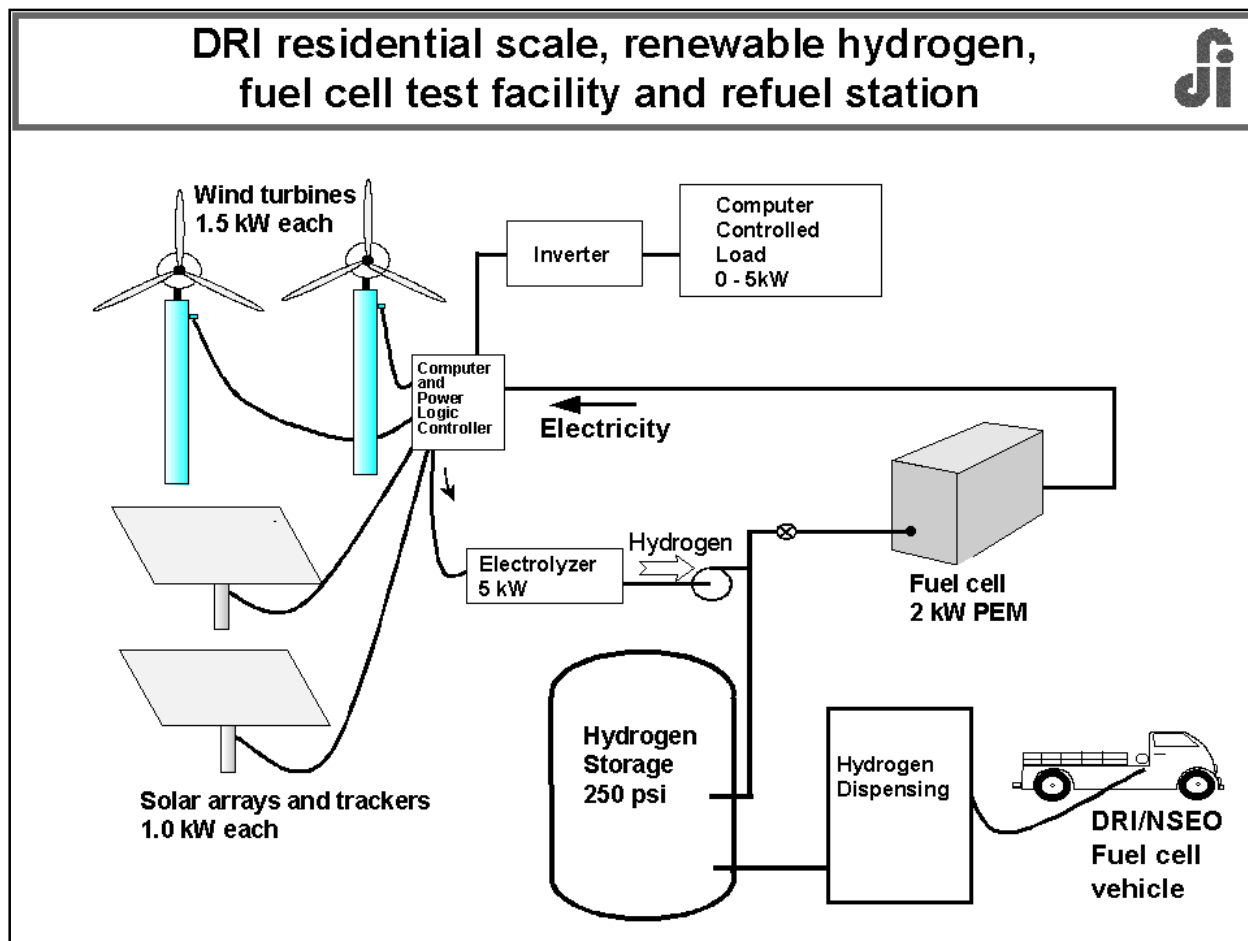 DRI residential scale, renewable hydrogen,
fuel cell test facility and refuel station
dri
Wind turbines
1.5 kW each
Inverter
Computer
Controlled
Load
0 - 5kW
Computer
and
Power
Logic
Controller
Electricity
Electrolyzer
5 kW
Hydrogen
Fuel cell
2 kW PEM
Solar arrays and trackers
1.0 kW each
Hydrogen
Storage
250 psi
Hydrogen
Dispensing
DRI/NSEO
Fuel cell
vehicle